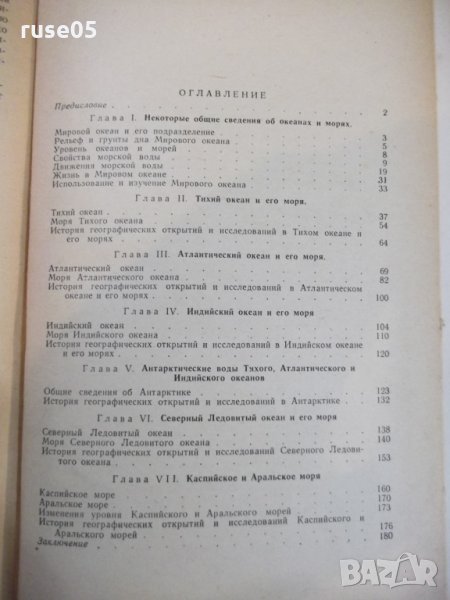 ruse05
ОГЛАВЛЕНИЕ
Предисловие 2
Глава I. Некоторые общие сведения об океанах и морях.
Мировой океан и его подразделение 3
Рельеф и грунты дна Мирового океана 5
Уровень океанов и морей 8
Свойства морской воды 9
Движения морской воды 19
Жизнь в Мировом океане 31
Использование и изучение Мирового океана 33
Глава II. Тихий океан и его моря.
Тихий океан 37
Моря Тихого океана 54
История географических открытий и исследований в Тихом океане и
его морях 64
Глава III. Атлантический океан и его моря.
Атлантический океан 69
Моря Атлантического океана 82
История географических открытий и исследований в Атлантическом
океане и его морях 100
Глава IV. Индийский океан и его моря
Индийский океан 104
Моря Индийского океана 110
История географических открытий и исследований в Индийском океане
и его морях 120
Глава V. Антарктические воды Тихого, Атлантического и
Индийского океанов
Общие сведения об Антарктике 123
История географических открытий и исследований в Антарктике 132
Глава VI. Северный Ледовитый океан и его моря
Северный Ледовитый океан 138
Моря Северного Ледовитого океана 140
История географических открытий и исследований Северного Ледови-
того океана 153
Глава VII. Каспийское и Аральское моря
Каспийское море 160
Аральское море 170
Изменения уровня Каспийского и Аральского морей 173
История географических открытий и исследований Каспийского и
Аральского морей 176
Заключение 180
BAZAR